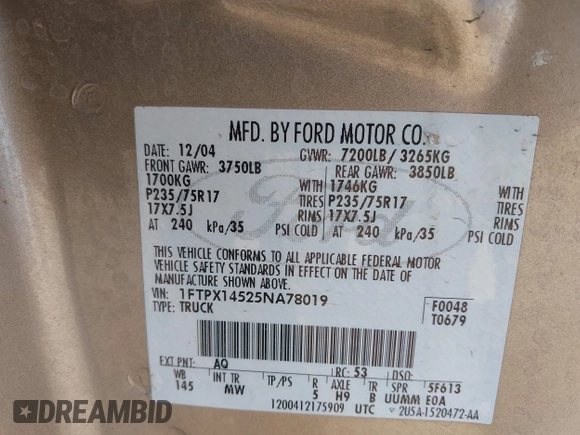 MFD. BY FORD MOTOR CO.
DATE: 12/04 GVWR: 7200LB/ 3265KG
FRONT GAWR: 3750LB REAR GAWR: 3850LB
1700KG WITH 1746KG WITH
P235/75R17 TIRES P235/75R17 TIRES
17X7.5J RIMS 17X7.5J RIMS
AT 240 kPa/35 PSI COLD AT 240 kPa/35 PSI COLD
THIS VEHICLE CONFORMS TO ALL APPLICABLE FEDERAL MOTOR
VEHICLE SAFETY STANDARDS IN EFFECT ON THE DATE OF
MANUFACTURE SHOWN ABOVE.
VIN: 1FTPX14525NA78019 F0048
TYPE: TRUCK T0679
EXT PNT: AQ RC: 53 DSO:
WB INT TR TP/PS R AXLE TR SPR 5F613
145 MW 5 H9 B UUMM E0A
1200412175909 UTC 2U5A-1520472-AA
Ford
DREAMBID